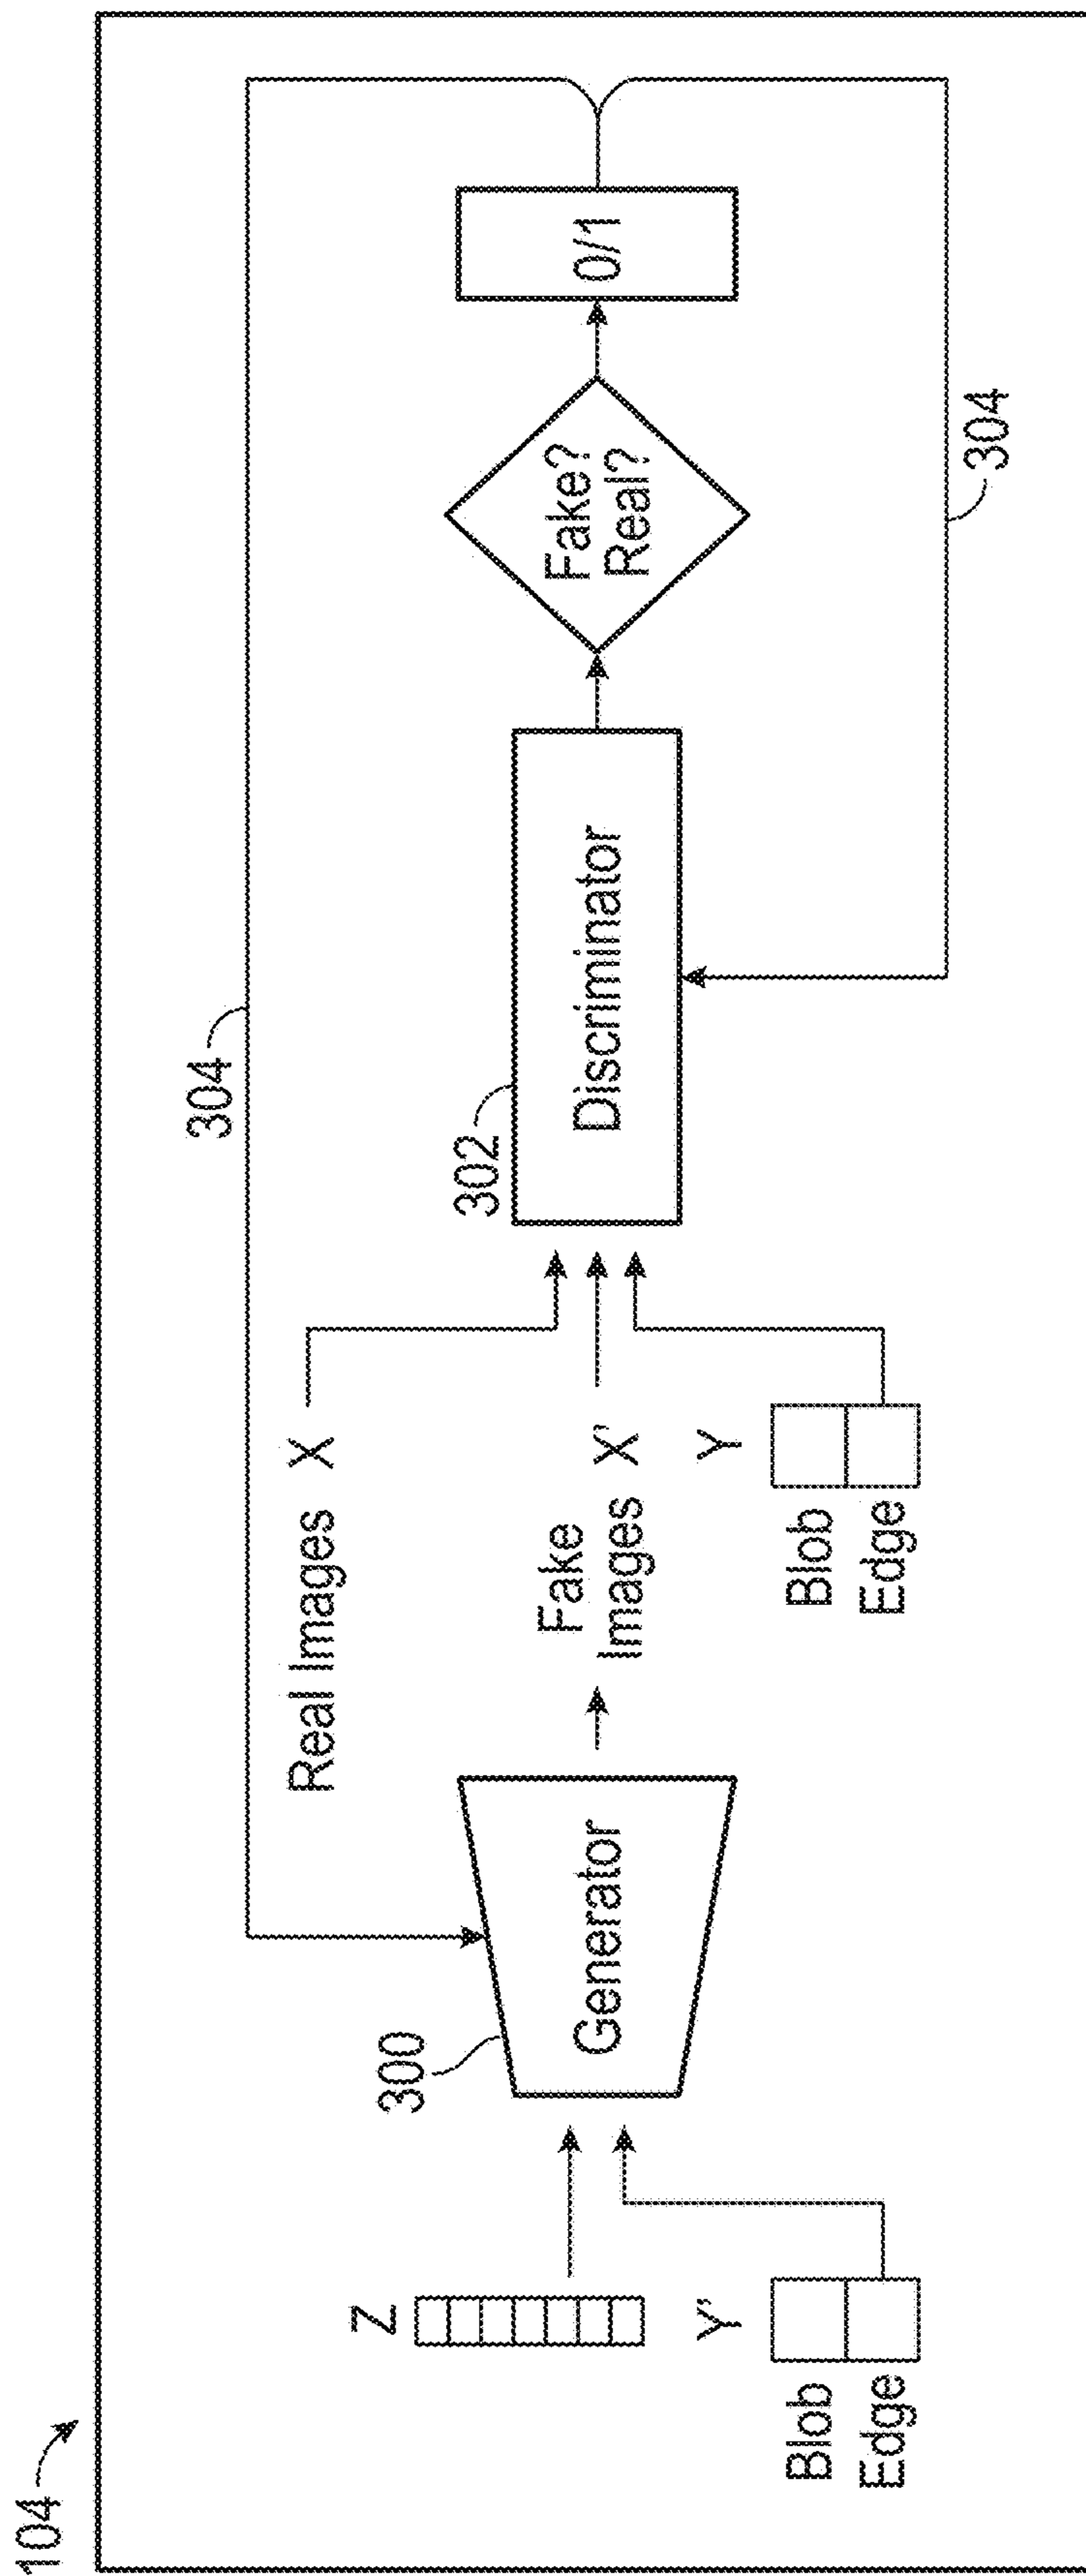 104
304
Real Images X
Z
300
Generator
Fake
Images X'
302
Discriminator
Fake?
Real?
0/1
Y'
Blob
Edge
Y
Blob
Edge
304